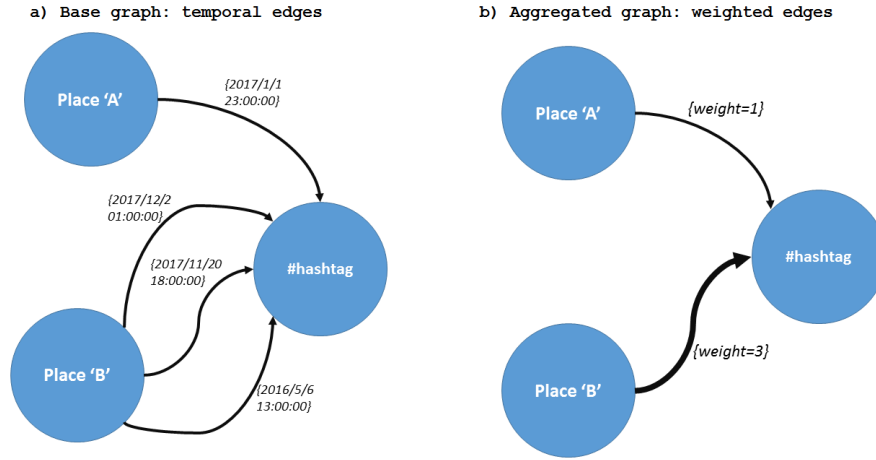 a) Base graph: temporal edges
Place ‘A’
{2017/1/1
23:00:00}
{2017/12/2
01:00:00}
{2017/11/20
18:00:00}
#hashtag
Place ‘B’
{2016/5/6
13:00:00}
b) Aggregated graph: weighted edges
Place ‘A’
{weight=1}
#hashtag
{weight=3}
Place ‘B’